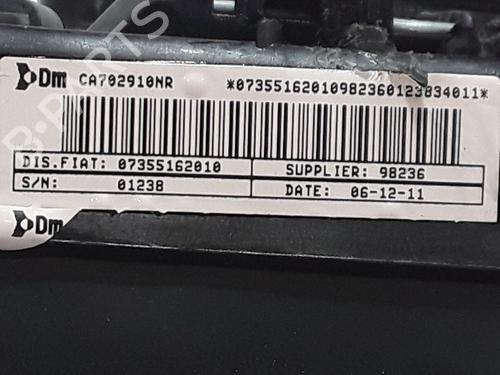 Dm CA702910NR *07355162010982360123834011*
DIS.FIAT: 07355162010 SUPPLIER: 98236
S/N: 01238 DATE: 06-12-11
Dm
B-PARTS